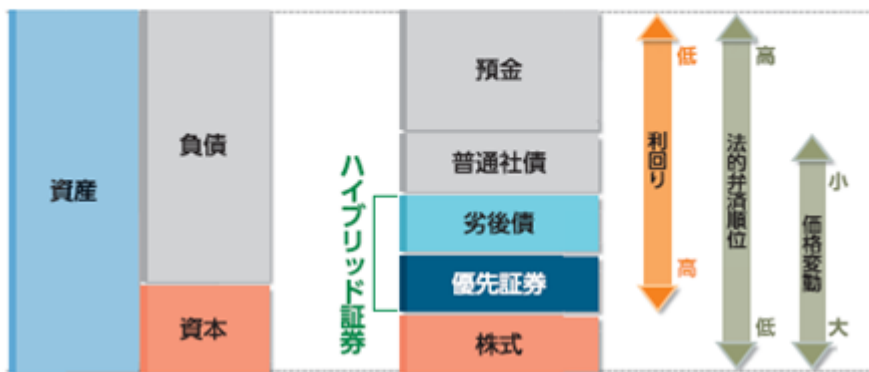 資産
負債
資本
ハイブリッド証券
預金
普通社債
劣後債
優先証券
株式
低
利回り
高
高
法的弁済順位
低
小
価格変動
大